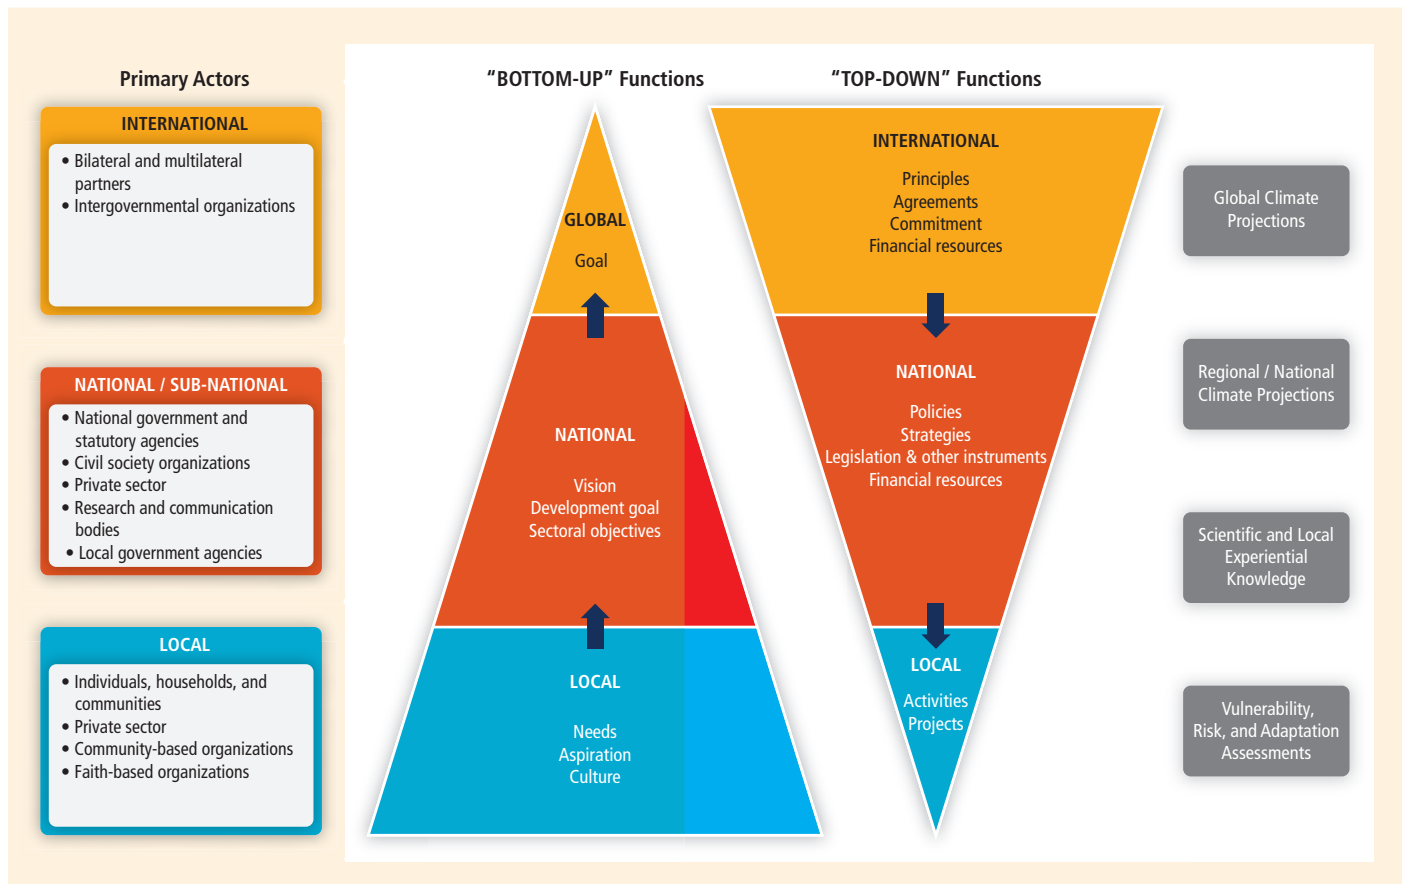 Primary Actors
INTERNATIONAL
• Bilateral and multilateral
partners
• Intergovernmental organizations
NATIONAL / SUB-NATIONAL
• National government and
statutory agencies
• Civil society organizations
• Private sector
• Research and communication
bodies
• Local government agencies
LOCAL
• Individuals, households, and
communities
• Private sector
• Community-based organizations
• Faith-based organizations
“BOTTOM-UP” Functions
GLOBAL
Goal
NATIONAL
Vision
Development goal
Sectoral objectives
LOCAL
Needs
Aspiration
Culture
“TOP-DOWN” Functions
INTERNATIONAL
Principles
Agreements
Commitment
Financial resources
NATIONAL
Policies
Strategies
Legislation & other instruments
Financial resources
LOCAL
Activities
Projects
Global Climate
Projections
Regional / National
Climate Projections
Scientific and Local
Experiential
Knowledge
Vulnerability,
Risk, and Adaptation
Assessments